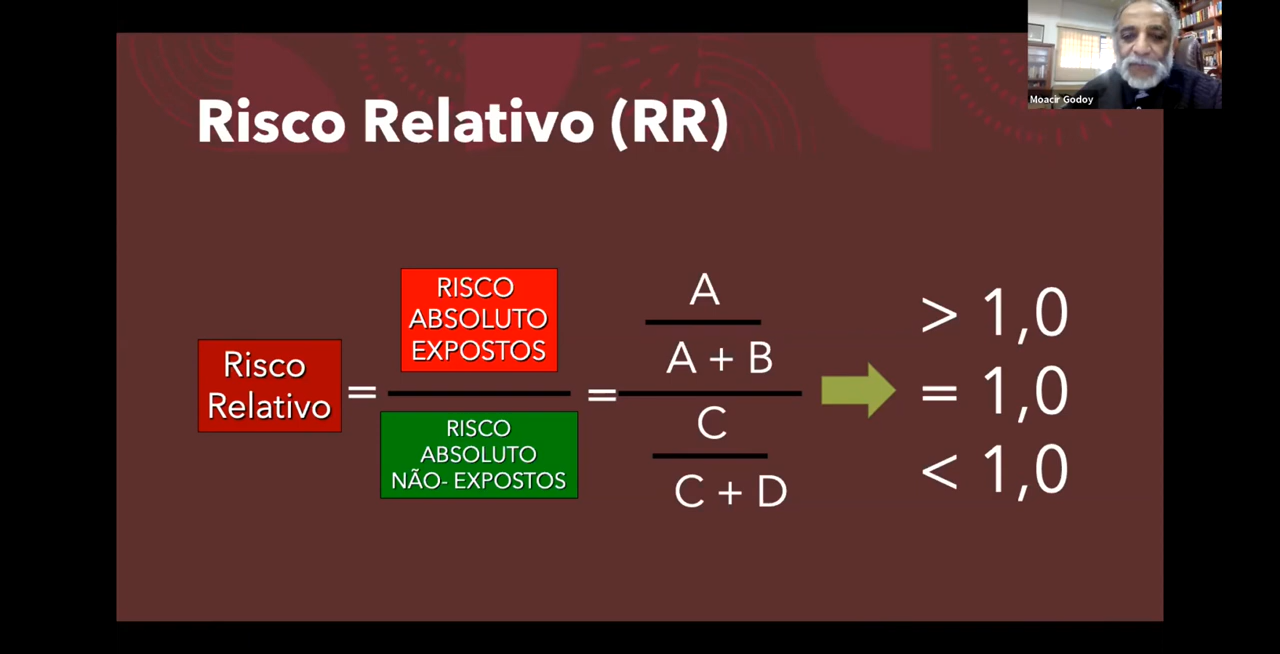 Moacir Godoy
Risco Relativo (RR)
Risco
Relativo
=
RISCO
ABSOLUTO
EXPOSTOS
RISCO
ABSOLUTO
NÃO- EXPOSTOS
=
A
A + B
C
C + D
> 1,0
= 1,0
< 1,0